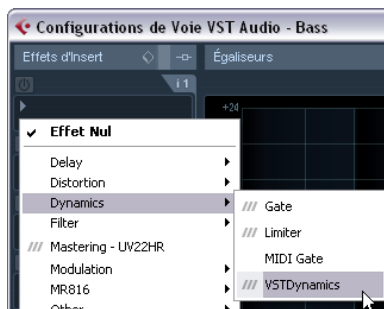 Configurations de Voie VST Audio - Bass
Effets d'Insert
Égaliseurs
i 1
+24
Effet Nul
Delay
Distortion
Dynamics
Filter
/// Mastering - UV22HR
Modulation
MR816
Other
/// Gate
/// Limiter
MIDI Gate
/// VSTDynamics